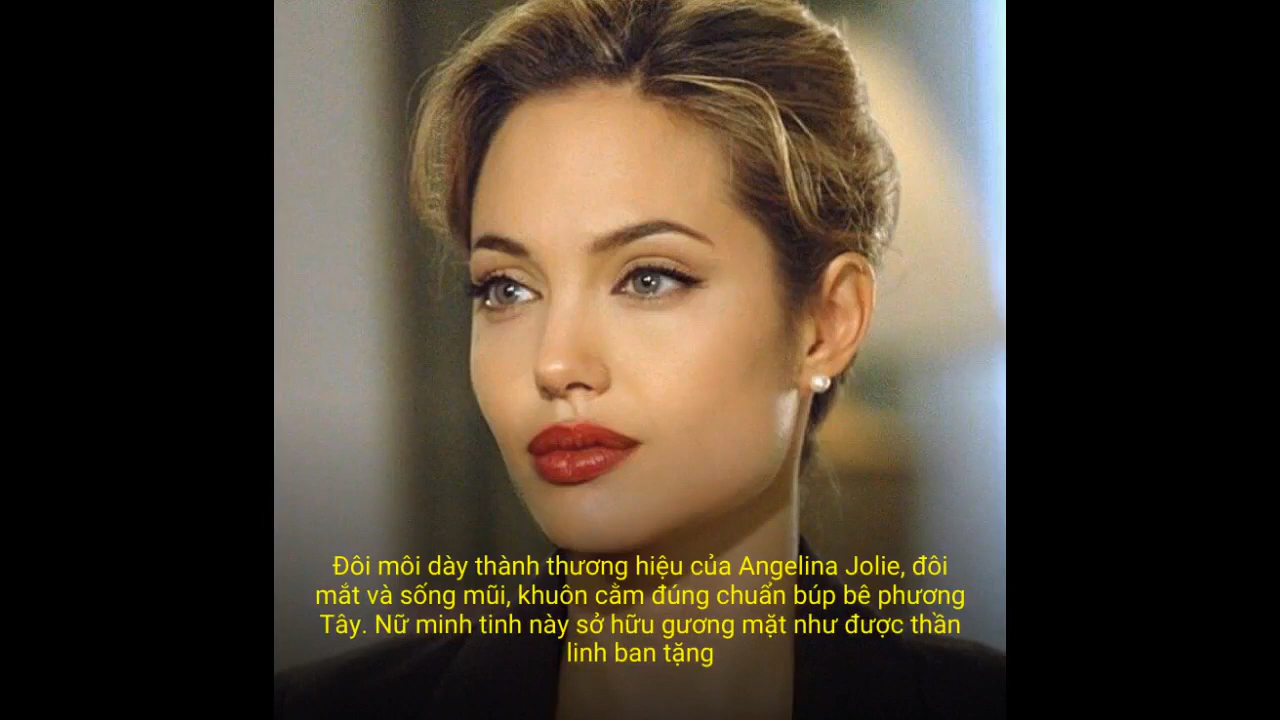 Đôi môi dày thành thương hiệu của Angelina Jolie, đôi
mắt và sống mũi, khuôn cằm đúng chuẩn búp bê phương
Tây. Nữ minh tinh này sở hữu gương mặt như được thần
linh ban tặng